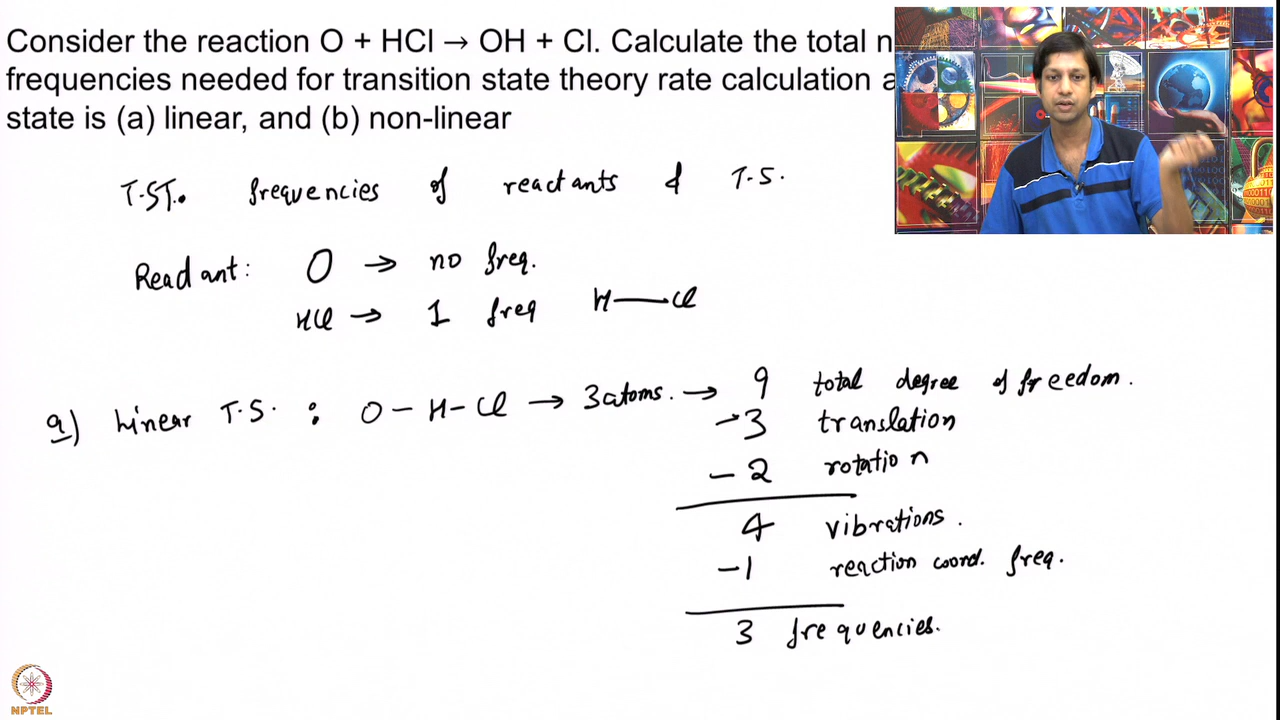 Consider the reaction O + HCl → OH + Cl. Calculate the total n
frequencies needed for transition state theory rate calculation a
state is (a) linear, and (b) non-linear
T.ST. frequencies of reactants & T.S.
Reactant: O → no freq.
HCl → 1 freq H—Cl
a) Linear T.S. : O – H – Cl → 3 atoms. → 9 total degree of freedom.
-3 translation
-2 rotation
4 vibrations.
-1 reaction coord. freq.
3 frequencies.
NPTEL